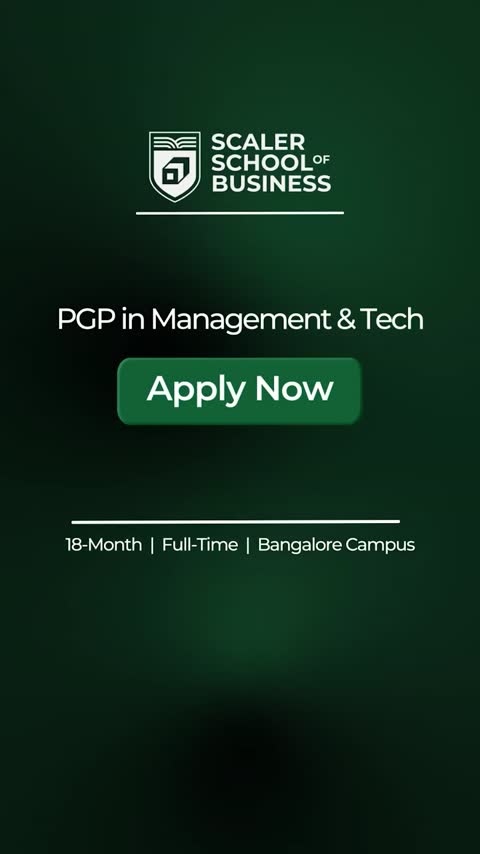 SCALER
SCHOOL OF
BUSINESS
PGP in Management & Tech
Apply Now
18-Month | Full-Time | Bangalore Campus